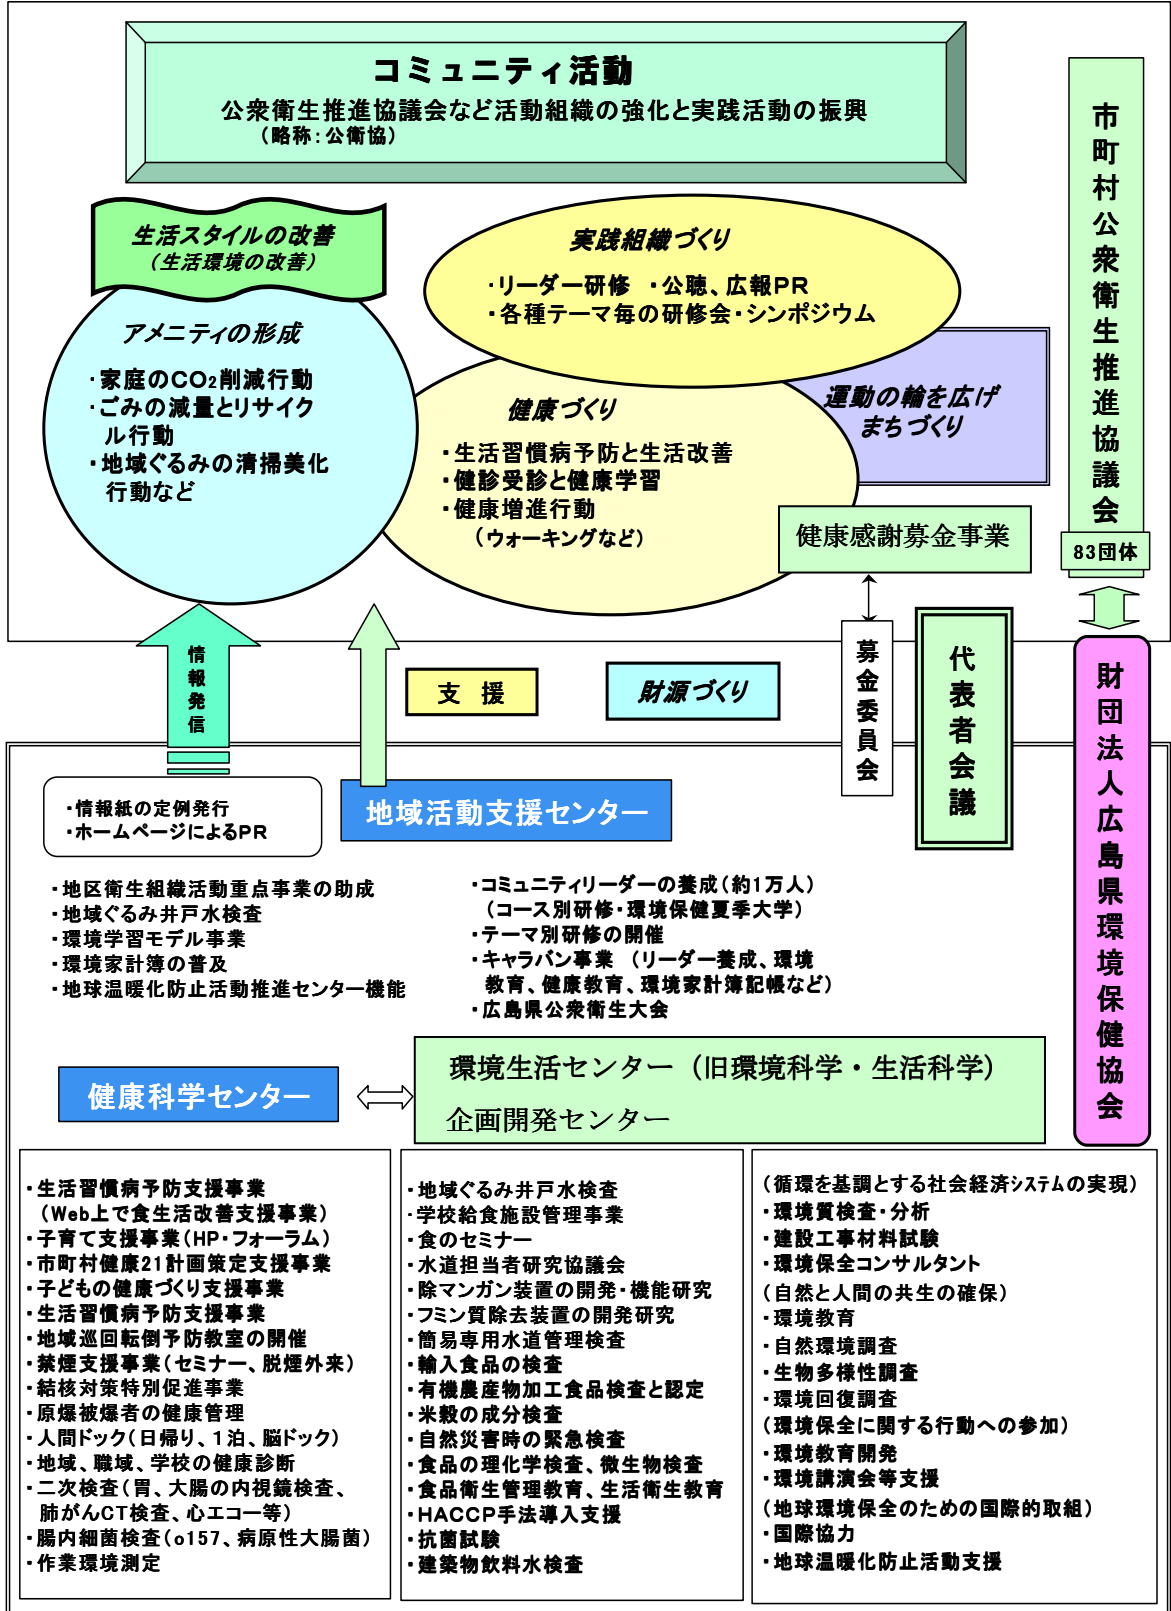 コミュニティ活動
公衆衛生推進協議会など活動組織の強化と実践活動の振興
（略称：公衛協）
市町村公衆衛生推進協議会
83団体
生活スタイルの改善
（生活環境の改善）
アメニティの形成
・家庭のCO₂削減行動
・ごみの減量とリサイク
ル行動
・地域ぐるみの清掃美化
行動など
実践組織づくり
・リーダー研修　・公聴、広報PR
・各種テーマ毎の研修会・シンポジウム
健康づくり
・生活習慣病予防と生活改善
・健診受診と健康学習
・健康増進行動
（ウォーキングなど）
運動の輪を広げ
まちづくり
健康感謝募金事業
情報発信
支　援
財源づくり
募金委員会
代表者会議
財団法人広島県環境保健協会
・情報紙の定例発行
・ホームページによるPR
地域活動支援センター
・地区衛生組織活動重点事業の助成
・地域ぐるみ井戸水検査
・環境学習モデル事業
・環境家計簿の普及
・地球温暖化防止活動推進センター機能
・コミュニティリーダーの養成（約1万人）
（コース別研修・環境保健夏季大学）
・テーマ別研修の開催
・キャラバン事業　（リーダー養成、環境
教育、健康教育、環境家計簿記帳など）
・広島県公衆衛生大会
健康科学センター
環境生活センター（旧環境科学・生活科学）
企画開発センター
・生活習慣病予防支援事業
（Web上で食生活改善支援事業）
・子育て支援事業（HP・フォーラム）
・市町村健康21計画策定支援事業
・子どもの健康づくり支援事業
・生活習慣病予防支援事業
・地域巡回転倒予防教室の開催
・禁煙支援事業（セミナー、脱煙外来）
・結核対策特別促進事業
・原爆被爆者の健康管理
・人間ドック（日帰り、1泊、脳ドック）
・地域、職域、学校の健康診断
・二次検査（胃、大腸の内視鏡検査、
肺がんCT検査、心エコー等）
・腸内細菌検査（o157、病原性大腸菌）
・作業環境測定
・地域ぐるみ井戸水検査
・学校給食施設管理事業
・食のセミナー
・水道担当者研究協議会
・除マンガン装置の開発・機能研究
・フミン質除去装置の開発研究
・簡易専用水道管理検査
・輸入食品の検査
・有機農産物加工食品検査と認定
・米穀の成分検査
・自然災害時の緊急検査
・食品の理化学検査、微生物検査
・食品衛生管理教育、生活衛生教育
・HACCP手法導入支援
・抗菌試験
・建築物飲料水検査
（循環を基調とする社会経済ｼｽﾃﾑの実現）
・環境質検査・分析
・建設工事材料試験
・環境保全コンサルタント
（自然と人間の共生の確保）
・環境教育
・自然環境調査
・生物多様性調査
・環境回復調査
（環境保全に関する行動への参加）
・環境教育開発
・環境講演会等支援
（地球環境保全のための国際的取組）
・国際協力
・地球温暖化防止活動支援